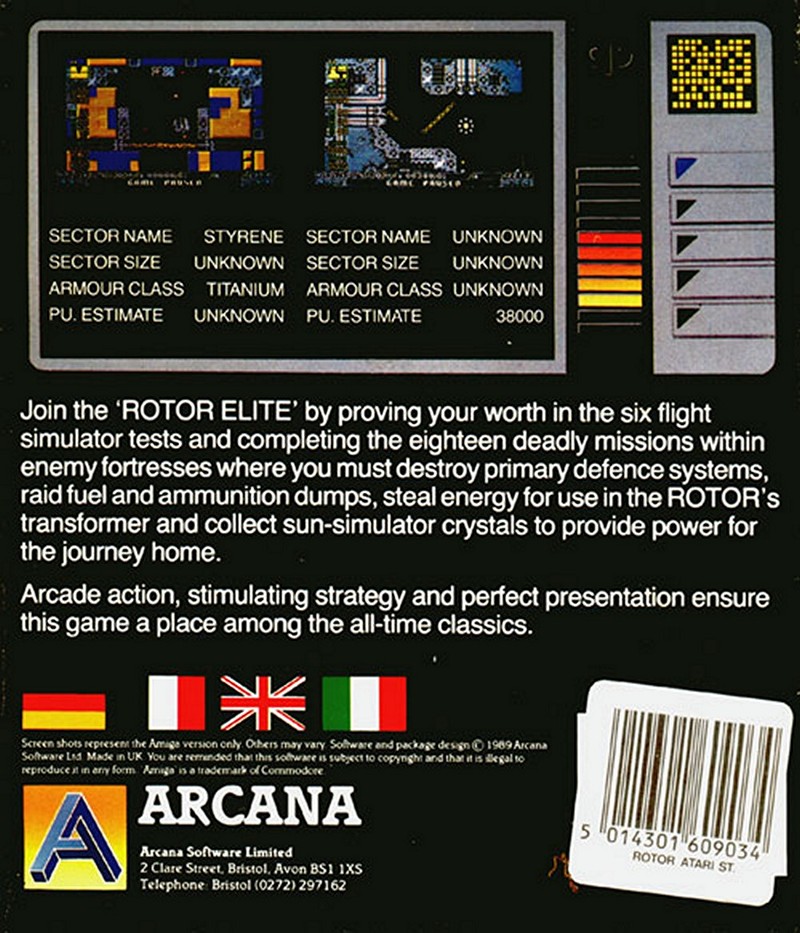 GAME PAUSED
GAME PAUSED
SECTOR NAME STYRENE SECTOR NAME UNKNOWN
SECTOR SIZE UNKNOWN SECTOR SIZE UNKNOWN
ARMOUR CLASS TITANIUM ARMOUR CLASS UNKNOWN
PU. ESTIMATE UNKNOWN PU. ESTIMATE 38000
Join the ‘ROTOR ELITE’ by proving your worth in the six flight
simulator tests and completing the eighteen deadly missions within
enemy fortresses where you must destroy primary defence systems,
raid fuel and ammunition dumps, steal energy for use in the ROTOR’s
transformer and collect sun-simulator crystals to provide power for
the journey home.
Arcade action, stimulating strategy and perfect presentation ensure
this game a place among the all-time classics.
Screen shots represent the Amiga version only. Others may vary. Software and package design © 1989 Arcana
Software Ltd. Made in UK. You are reminded that this software is subject to copyright and that it is illegal to
reproduce it in any form. 'Amiga' is a trademark of Commodore.
A
ARCANA
Arcana Software Limited
2 Clare Street, Bristol, Avon BS1 1XS
Telephone: Bristol (0272) 297162
5 014301 609034
ROTOR ATARI ST.